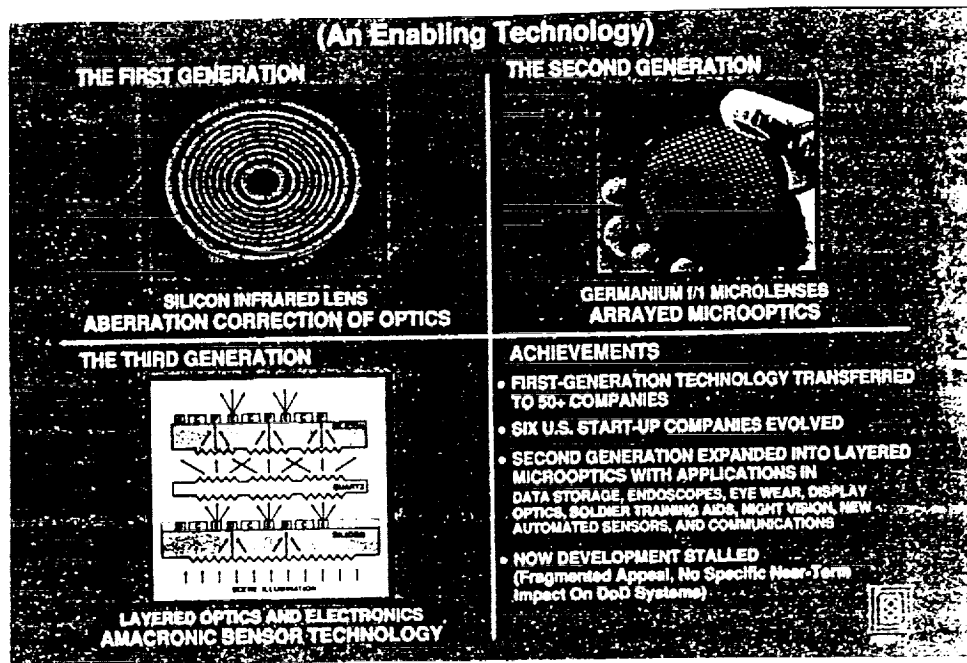 (An Enabling Technology)
THE FIRST GENERATION
SILICON INFRARED LENS
ABERRATION CORRECTION OF OPTICS
THE SECOND GENERATION
GERMANIUM f/1 MICROLENSES
ARRAYED MICROOPTICS
THE THIRD GENERATION
SILICON
QUARTZ
SILICON
SCENE ILLUMINATION
LAYERED OPTICS AND ELECTRONICS
AMACRONIC SENSOR TECHNOLOGY
ACHIEVEMENTS
• FIRST-GENERATION TECHNOLOGY TRANSFERRED
TO 50+ COMPANIES
• SIX U.S. START-UP COMPANIES EVOLVED
• SECOND GENERATION EXPANDED INTO LAYERED
MICROOPTICS WITH APPLICATIONS IN
DATA STORAGE, ENDOSCOPES, EYE WEAR, DISPLAY
OPTICS, SOLDIER TRAINING AIDS, NIGHT VISION, NEW
AUTOMATED SENSORS, AND COMMUNICATIONS
• NOW DEVELOPMENT STALLED
(Fragmented Appeal, No Specific Near-Term
Impact On DoD Systems)